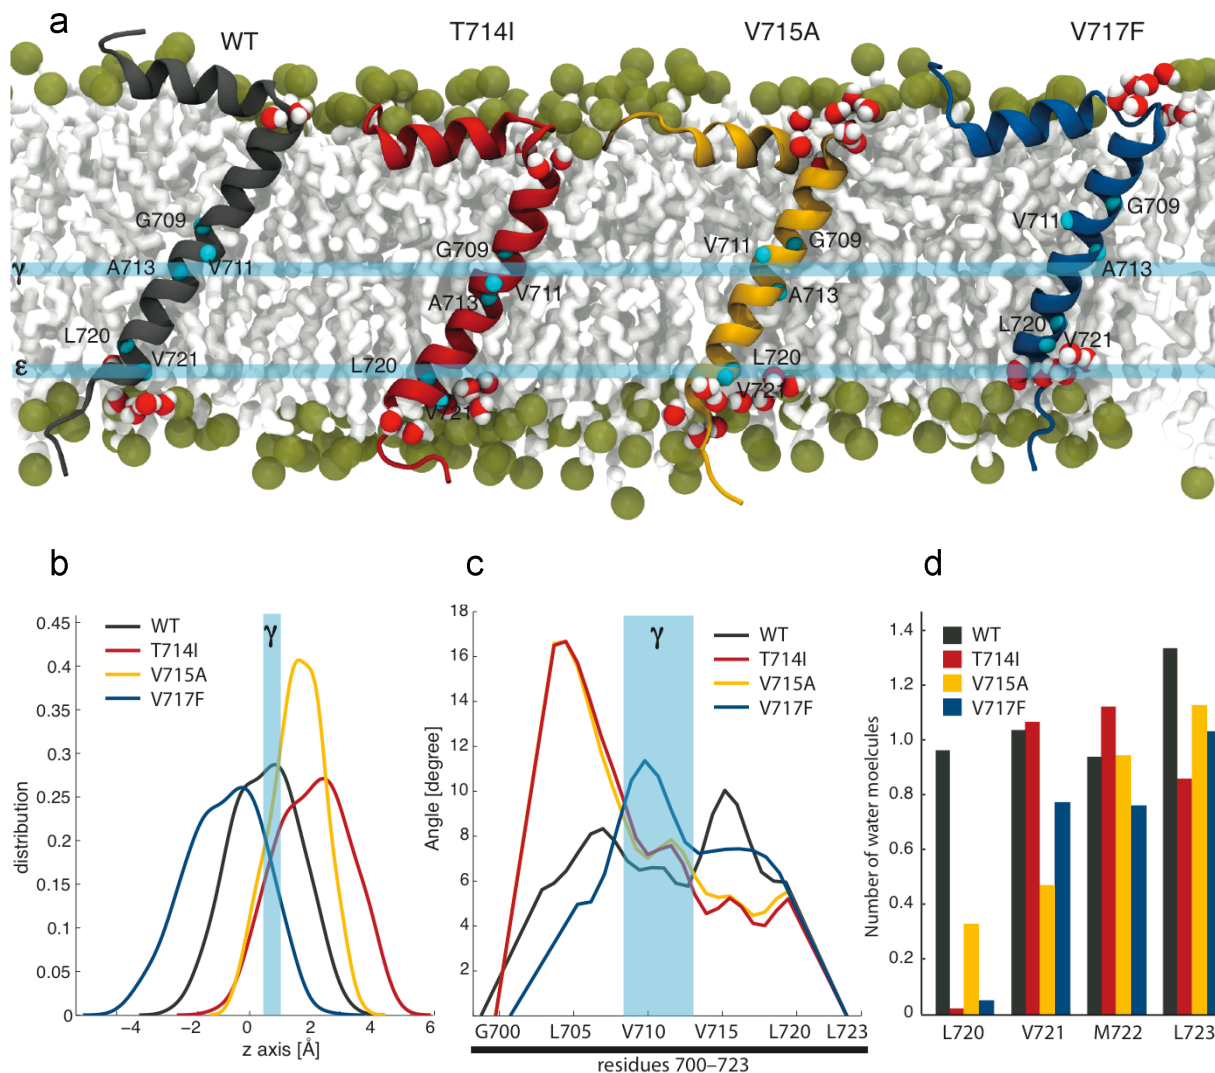 a
WT
T714I
V715A
V717F
G709
V711
A713
L720
V721
G709
V711
A713
L720
V721
V711
G709
A713
L720
V721
V711
G709
A713
L720
V721
γ
ε
b
0.45
0.4
0.35
0.3
0.25
0.2
0.15
0.1
0.05
0
distribution
−4
−2
0
2
4
6
z axis [Å]
WT
T714I
V715A
V717F
γ
c
18
16
14
12
10
8
6
4
2
Angle [degree]
γ
WT
T714I
V715A
V717F
G700
L705
V710
V715
L720
L723
residues 700–723
d
1.4
1.2
1.0
0.8
0.6
0.4
0.2
0
Number of water moelcules
WT
T714I
V715A
V717F
L720
V721
M722
L723